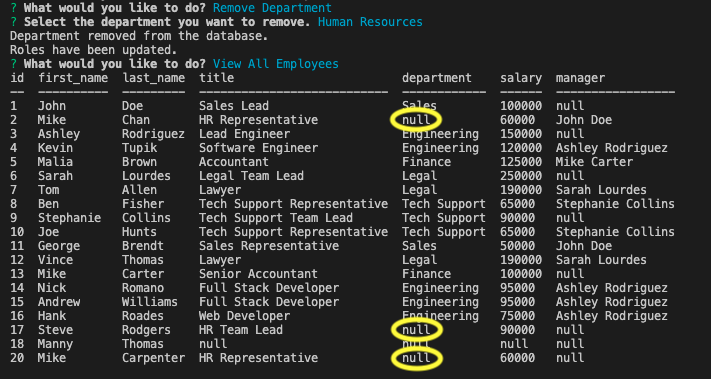 ? What would you like to do? Remove Department
? Select the department you want to remove. Human Resources
Department removed from the database.
Roles have been updated.
? What would you like to do? View All Employees
id  first_name  last_name  title                        department    salary  manager
--  ----------  ---------  ---------------------------  ------------  ------  -----------------
1   John        Doe        Sales Lead                   Sales         100000  null
2   Mike        Chan       HR Representative            null          60000   John Doe
3   Ashley      Rodriguez  Lead Engineer                Engineering   150000  null
4   Kevin       Tupik      Software Engineer            Engineering   120000  Ashley Rodriguez
5   Malia       Brown      Accountant                   Finance       125000  Mike Carter
6   Sarah       Lourdes    Legal Team Lead              Legal         250000  null
7   Tom         Allen      Lawyer                       Legal         190000  Sarah Lourdes
8   Ben         Fisher     Tech Support Representative  Tech Support  65000   Stephanie Collins
9   Stephanie   Collins    Tech Support Team Lead       Tech Support  90000   null
10  Joe         Hunts      Tech Support Representative  Tech Support  65000   Stephanie Collins
11  George      Brendt     Sales Representative         Sales         50000   John Doe
12  Vince       Thomas     Lawyer                       Legal         190000  Sarah Lourdes
13  Mike        Carter     Senior Accountant            Finance       100000  null
14  Nick        Romano     Full Stack Developer         Engineering   95000   Ashley Rodriguez
15  Andrew      Williams   Full Stack Developer         Engineering   95000   Ashley Rodriguez
16  Hank        Roades     Web Developer                Engineering   75000   Ashley Rodriguez
17  Steve       Rodgers    HR Team Lead                 null          90000   null
18  Manny       Thomas     null                         null          null    null
20  Mike        Carpenter  HR Representative            null          60000   null